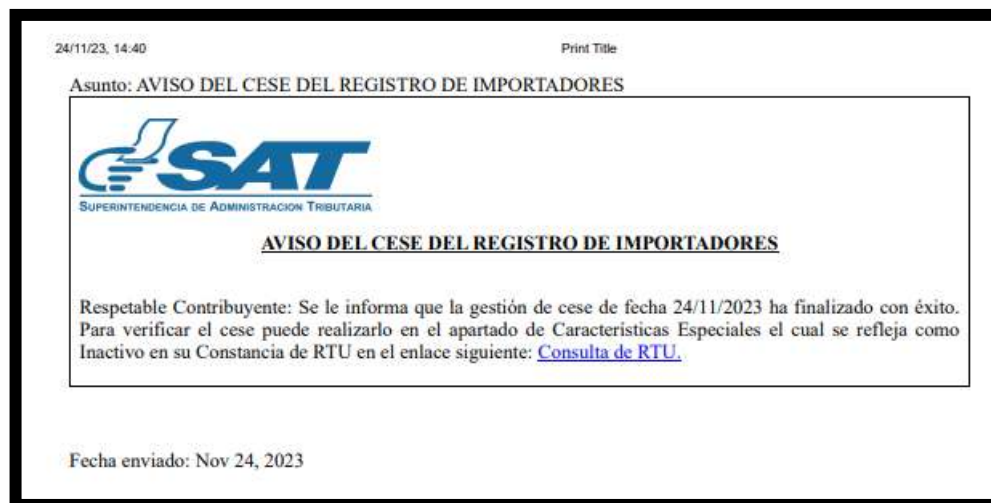 24/11/23, 14:40 Print Title
Asunto: AVISO DEL CESE DEL REGISTRO DE IMPORTADORES
SAT
SUPERINTENDENCIA DE ADMINISTRACION TRIBUTARIA
AVISO DEL CESE DEL REGISTRO DE IMPORTADORES
Respetable Contribuyente: Se le informa que la gestión de cese de fecha 24/11/2023 ha finalizado con éxito.
Para verificar el cese puede realizarlo en el apartado de Características Especiales el cual se refleja como
Inactivo en su Constancia de RTU en el enlace siguiente: Consulta de RTU.
Fecha enviado: Nov 24, 2023